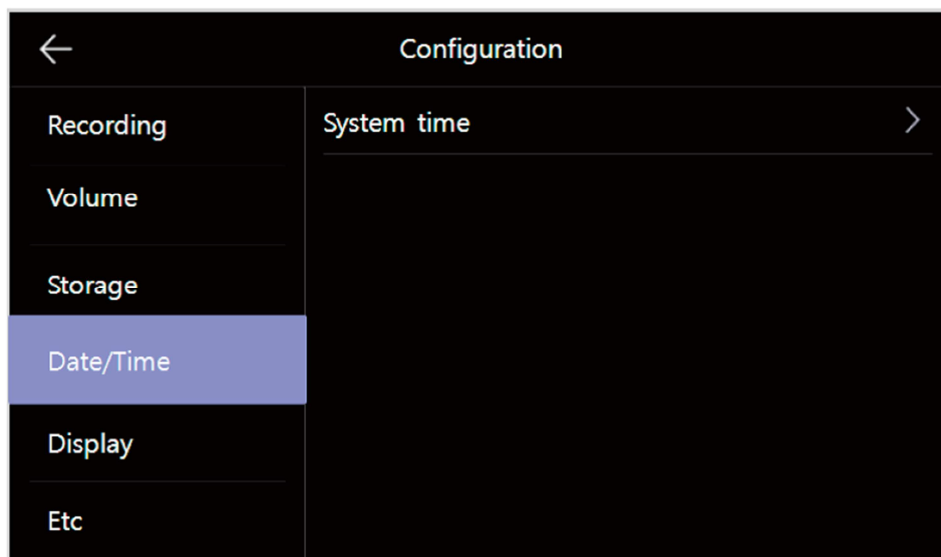 Configuration
Recording
Volume
Storage
Date/Time
Display
Etc
System time